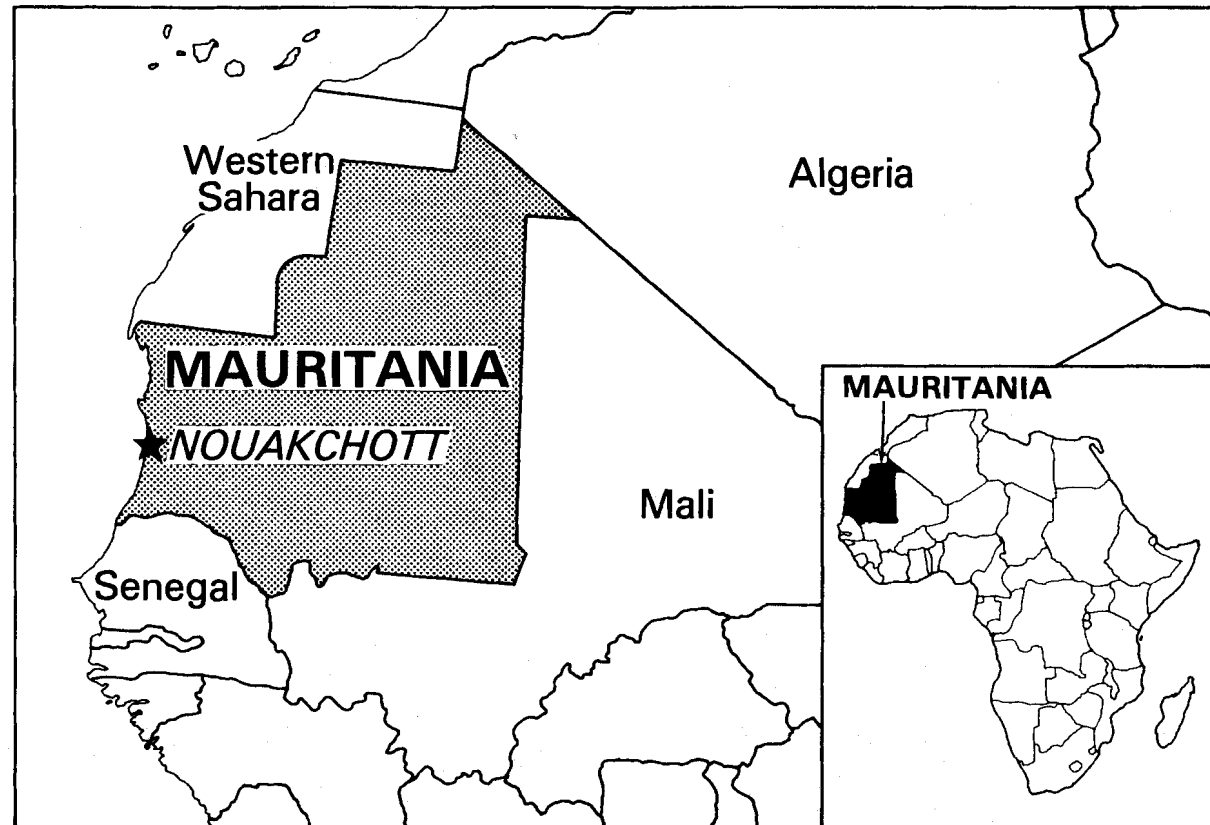 Western
Sahara
Algeria
MAURITANIA
NOUAKCHOTT
Mali
Senegal
MAURITANIA